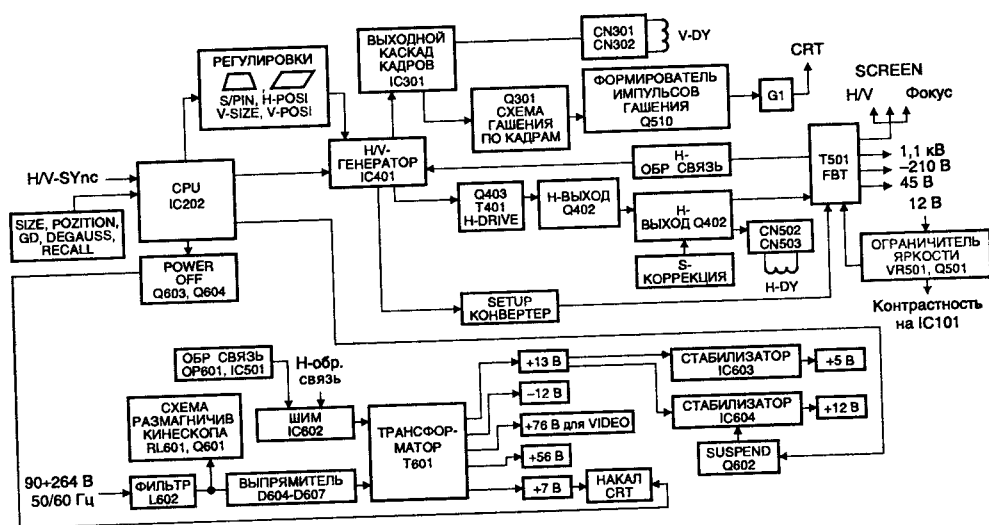 CN301
CN302
V-DY
ВЫХОДНОЙ
КАСКАД
КАДРОВ
IC301
CRT
РЕГУЛИРОВКИ
,
S/PIN, H-POSI
V-SIZE, V-POSI
ФОРМИРОВАТЕЛЬ
ИМПУЛЬСОВ
ГАШЕНИЯ
Q510
G1
SCREEN
H/V
Фокус
Q301
СХЕМА
ГАШЕНИЯ
ПО КАДРАМ
H/V-
ГЕНЕРАТОР
IC401
H-
ОБР СВЯЗЬ
T501
FBT
1,1 кВ
–210 В
45 В
12 В
H/V-SYnc
CPU
IC202
Q403
T401
H-DRIVE
H-ВЫХОД
Q402
H-
ВЫХОД Q402
CN502
CN503
H-DY
SIZE, POZITION,
GD, DEGAUSS,
RECALL
S-
КОРРЕКЦИЯ
ОГРАНИЧИТЕЛЬ
ЯРКОСТИ
VR501, Q501
POWER
OFF
Q603, Q604
SETUP
КОНВЕРТЕР
Контрастность
на IC101
ОБР СВЯЗЬ
OP601, IC501
Н-обр.
связь
+13 В
СТАБИЛИЗАТОР
IC603
+5 В
СХЕМА
РАЗМАГНИЧИВ
КИНЕСКОПА
RL601, Q601
ШИМ
IC602
ТРАНСФОР-
МАТОР
T601
–12 В
СТАБИЛИЗАТОР
IC604
+12 В
+76 В для VIDEO
+56 В
SUSPEND
Q602
90+264 В
50/60 Гц
ФИЛЬТР
L602
ВЫПРЯМИТЕЛЬ
D604-D607
+7 В
НАКАЛ
CRT